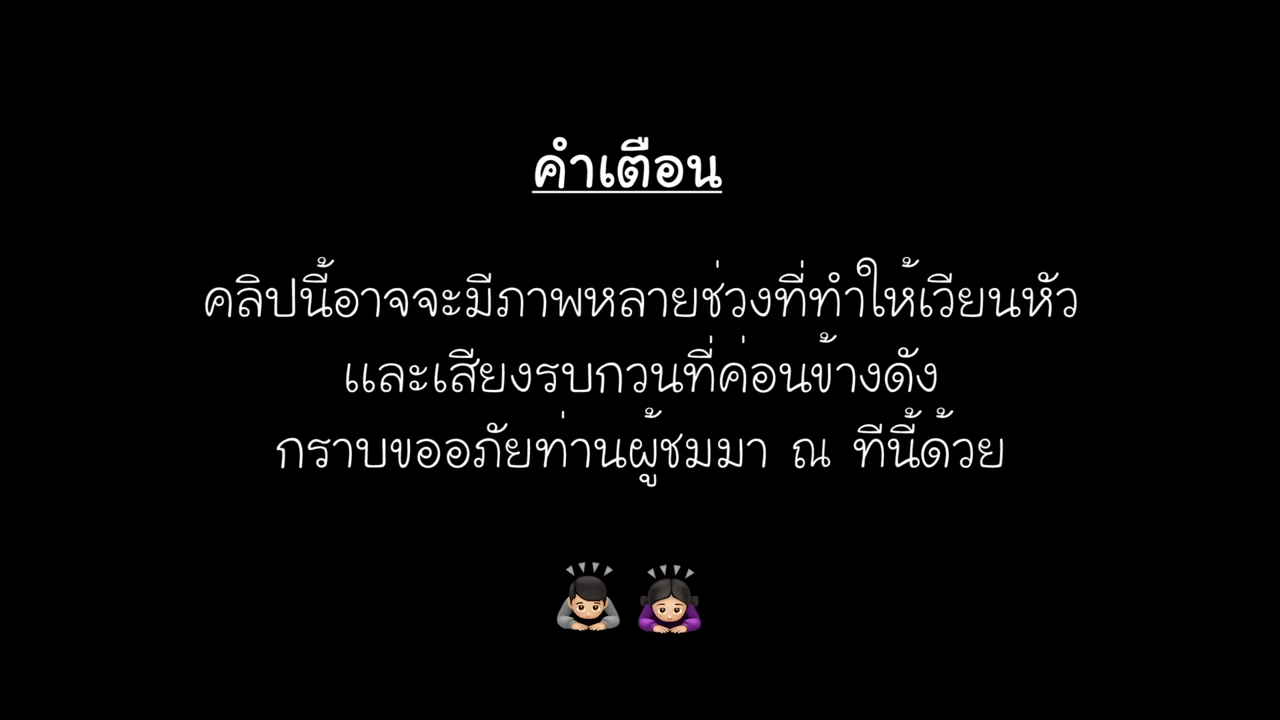 คำเตือน
คลิปนี้อาจจะมีภาพหลายช่วงที่ทำให้เวียนหัว
และเสียงรบกวนที่ค่อนข้างดัง
กราบขออภัยท่านผู้ชมมา ณ ทีนี้ด้วย